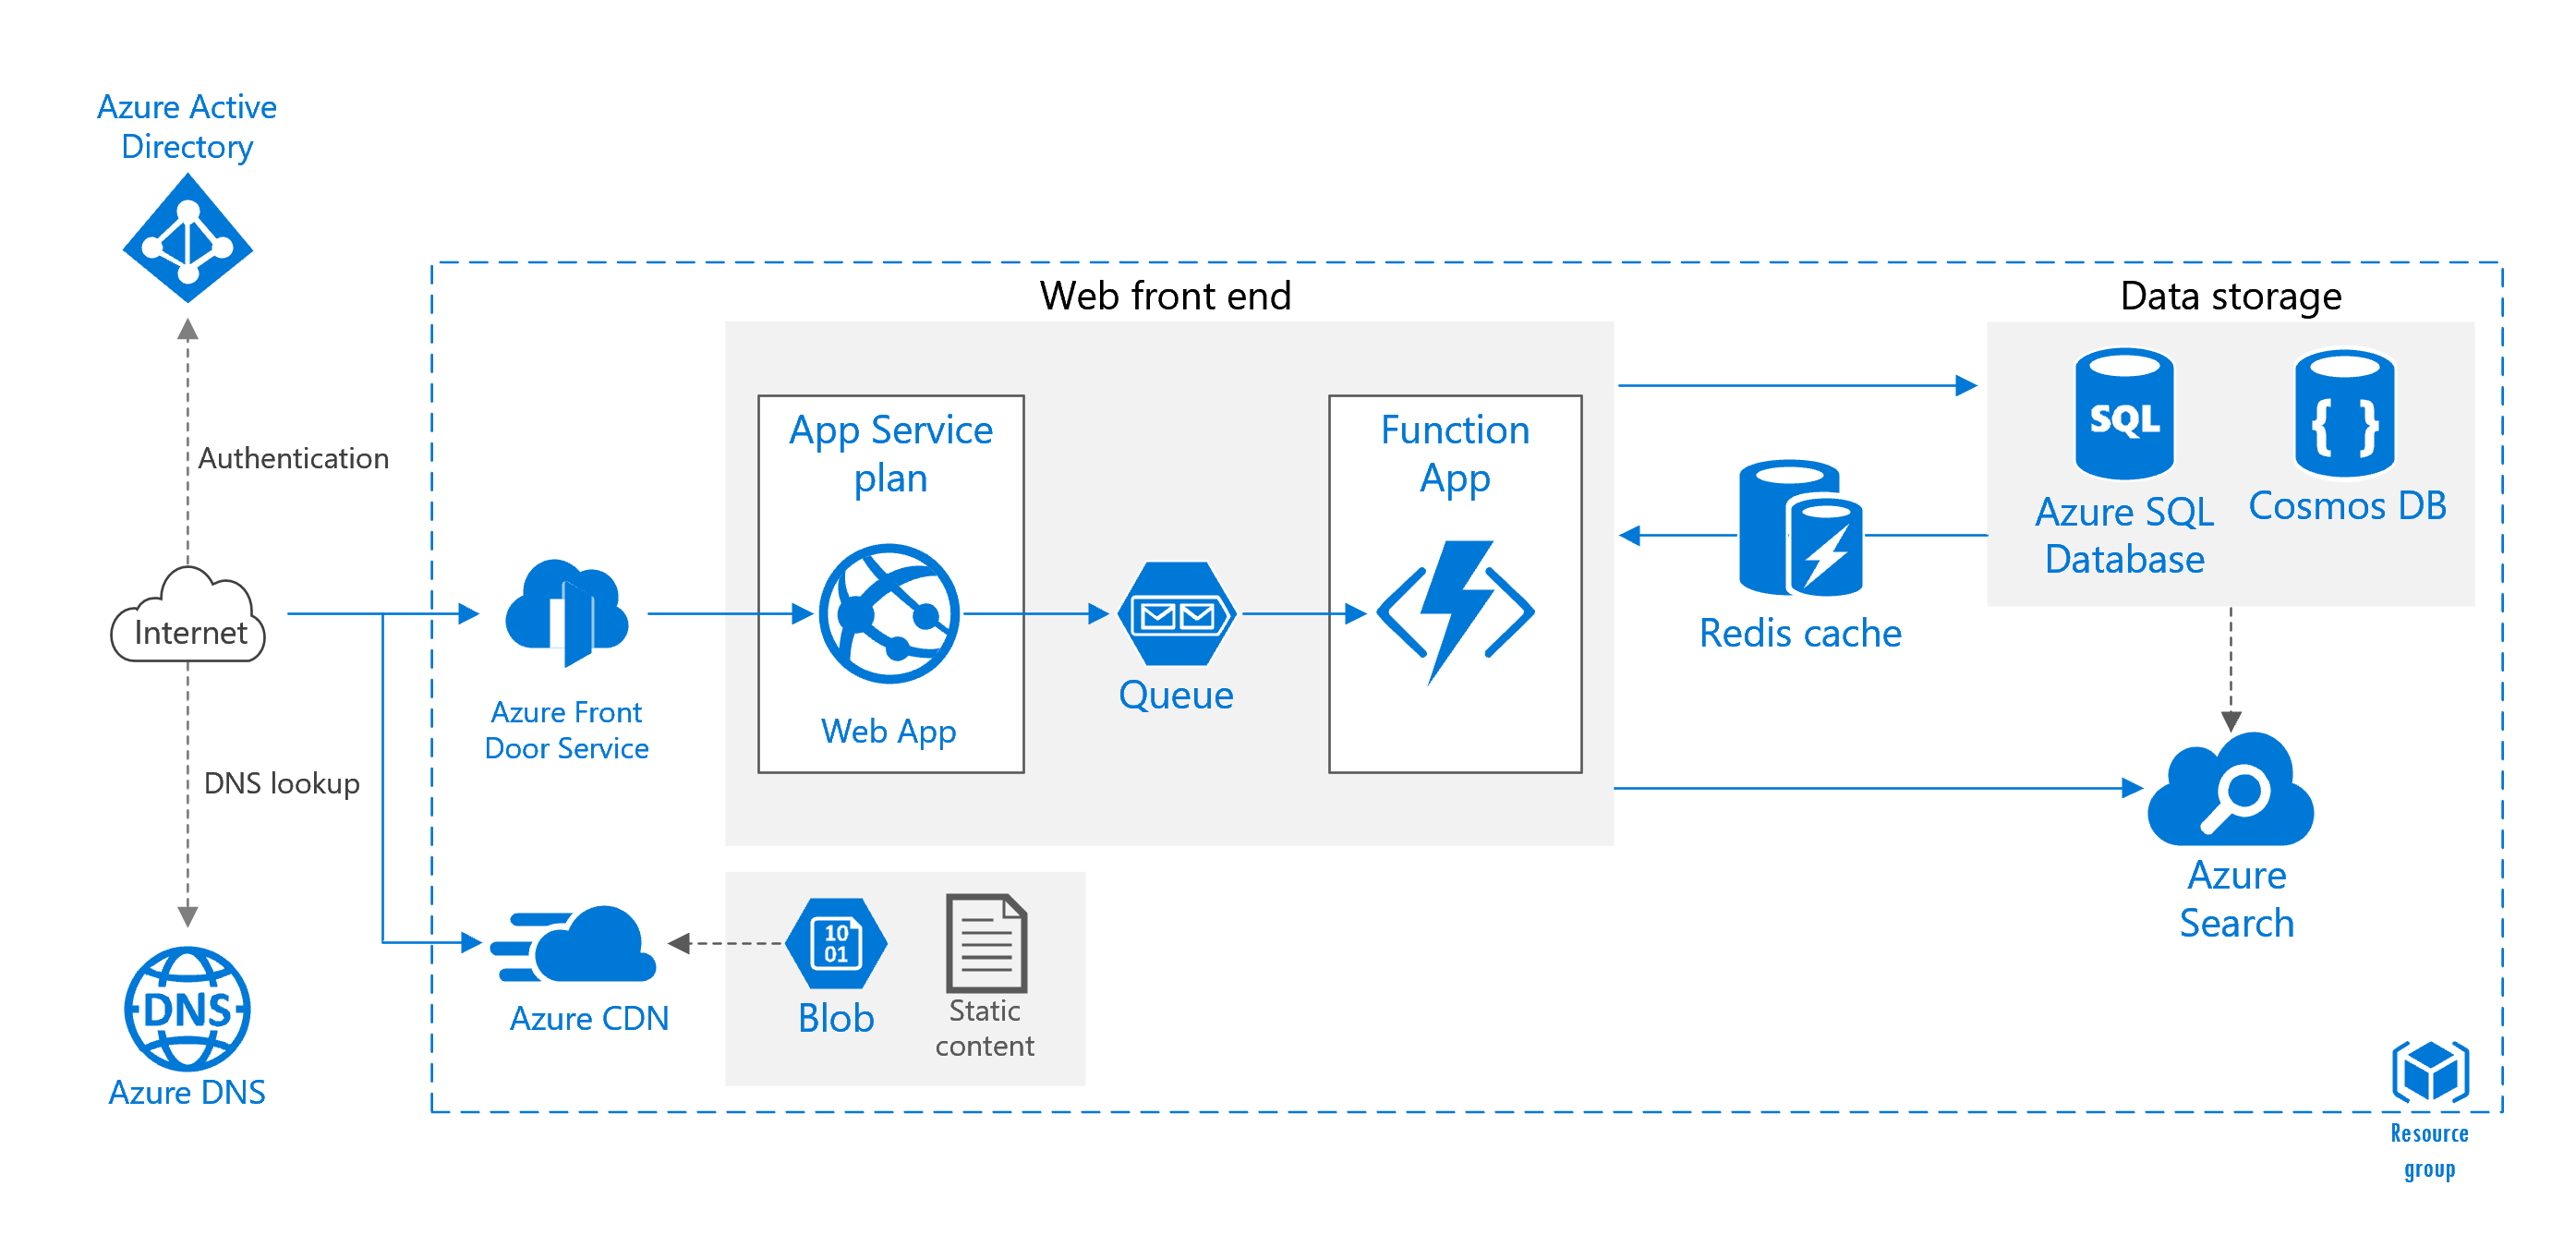 Azure Active
Directory
Authentication
Internet
DNS lookup
DNS
Azure DNS
Azure Front
Door Service
Azure CDN
Web front end
App Service
plan
Web App
Queue
Function
App
10
01
Blob
Static
content
Redis cache
Data storage
SQL
Azure SQL
Database
{ }
Cosmos DB
Azure
Search
Resource
group